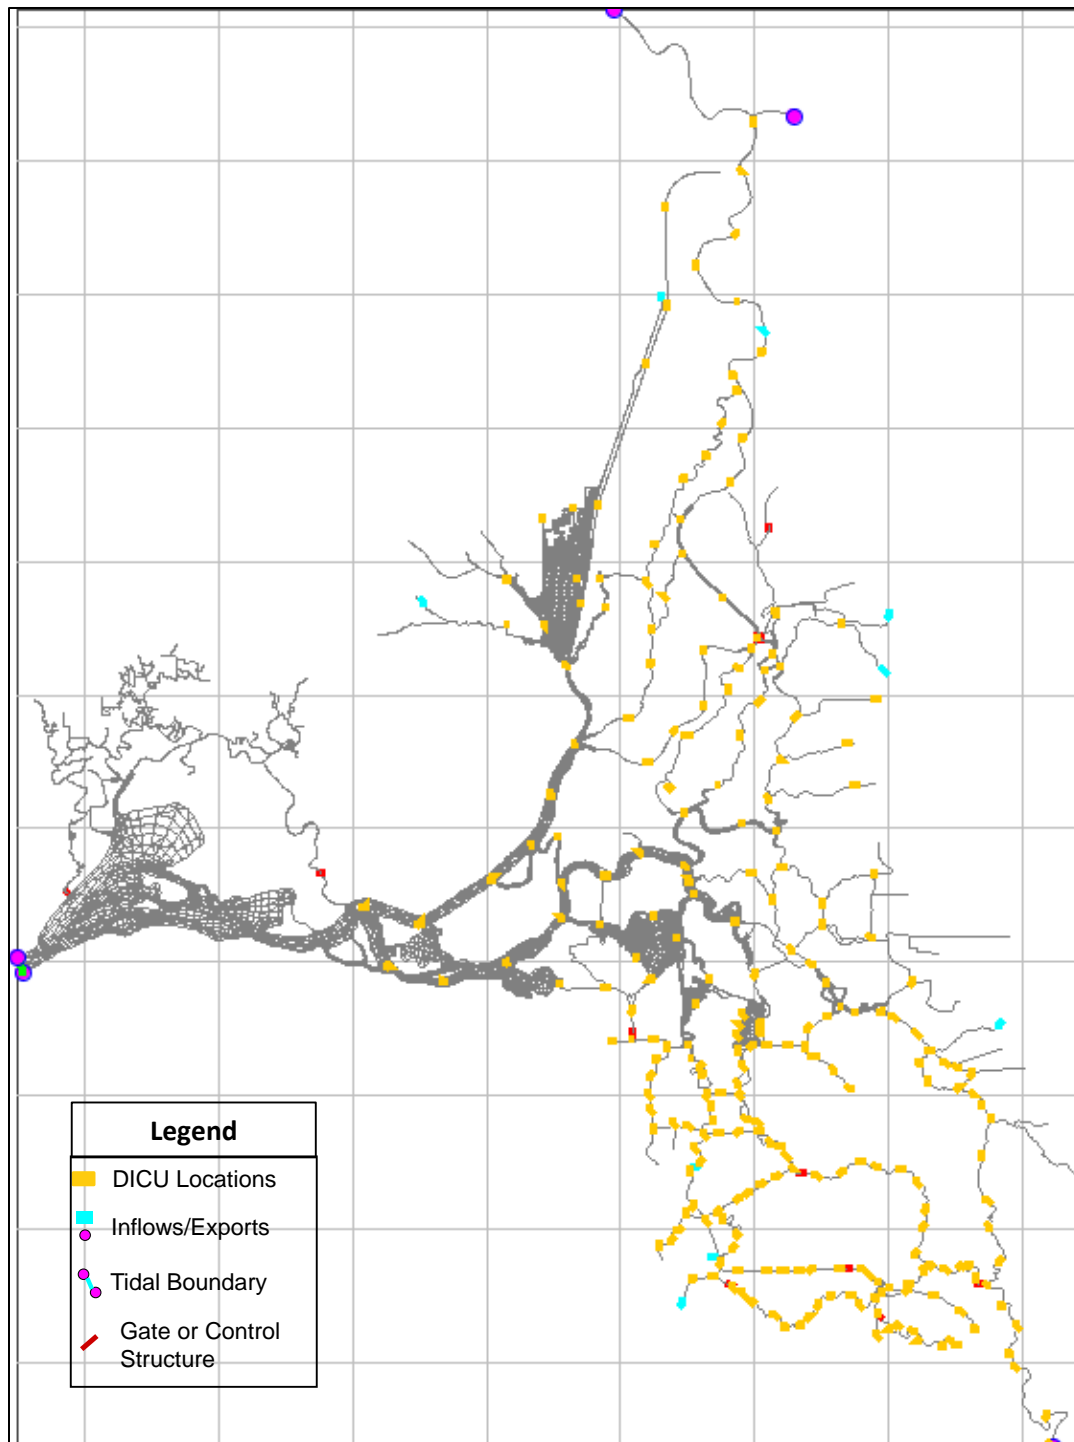 Legend
DICU Locations
Inflows/Exports
Tidal Boundary
Gate or Control
Structure